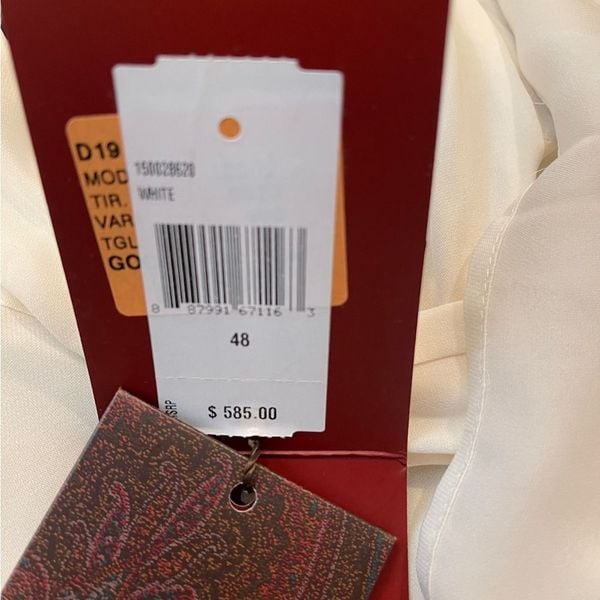 D19
MOD
TIR.
VAR
TGL
GO
150028620
WHITE
8 87991 67116 3
48
$ 585.00